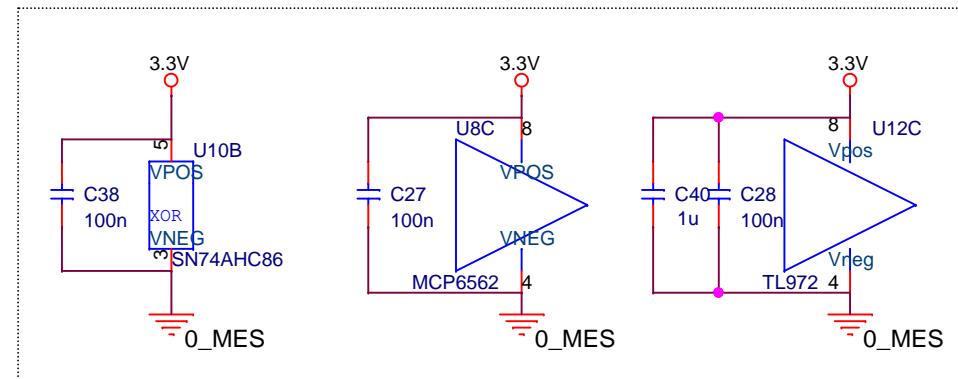 3.3V
5
U10B
VPOS
C38
100n
XOR
VNEG
3
SN74AHC86
0_MES
3.3V
U8C
8
VPOS
C27
100n
VNEG
MCP6562
4
0_MES
3.3V
8
U12C
Vpos
C40
1u
C28
100n
Vneg
TL972
4
0_MES